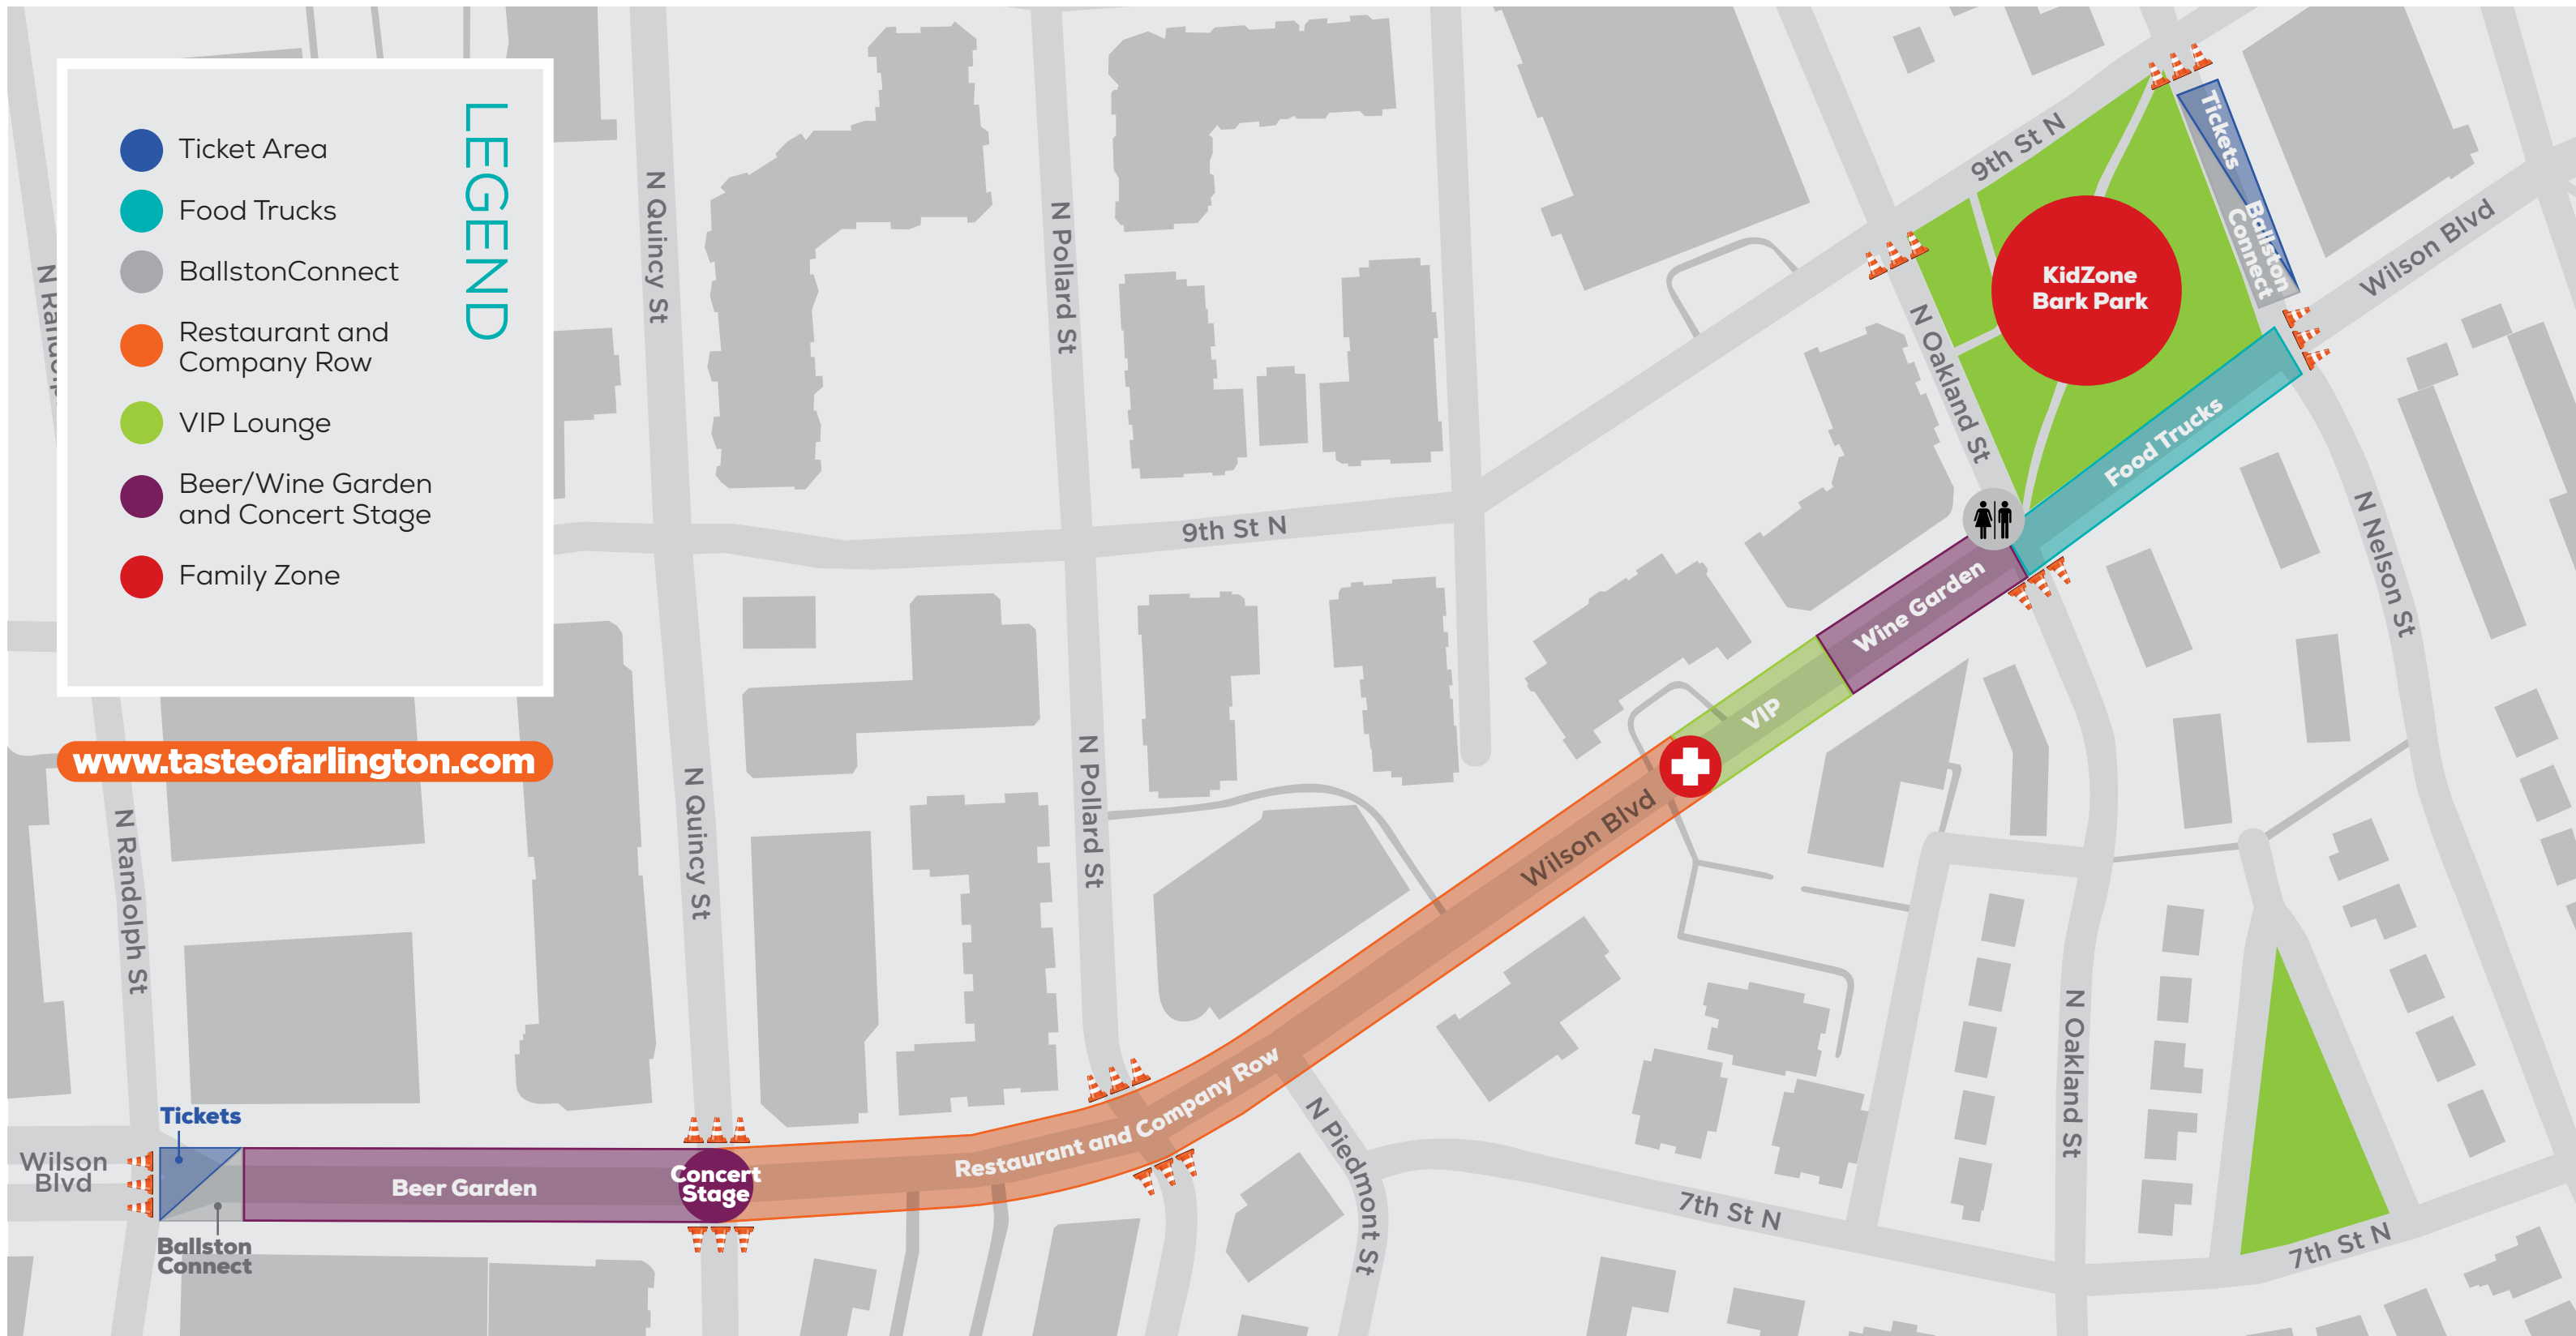 LEGEND
Ticket Area
Food Trucks
BallstonConnect
Restaurant and
Company Row
VIP Lounge
Beer/Wine Garden
and Concert Stage
Family Zone
www.tasteofarlington.com
N Quincy St
N Pollard St
9th St N
Tickets
Ballston
Connect
Wilson Blvd
KidZone
Bark Park
N Oakland St
Food Trucks
N Nelson St
9th St N
Wine Garden
VIP
N Randolph St
N Quincy St
N Pollard St
Wilson Blvd
N Oakland St
Restaurant and Company Row
N Piedmont St
Tickets
Wilson
Blvd
Beer Garden
Concert
Stage
Ballston
Connect
7th St N
7th St N